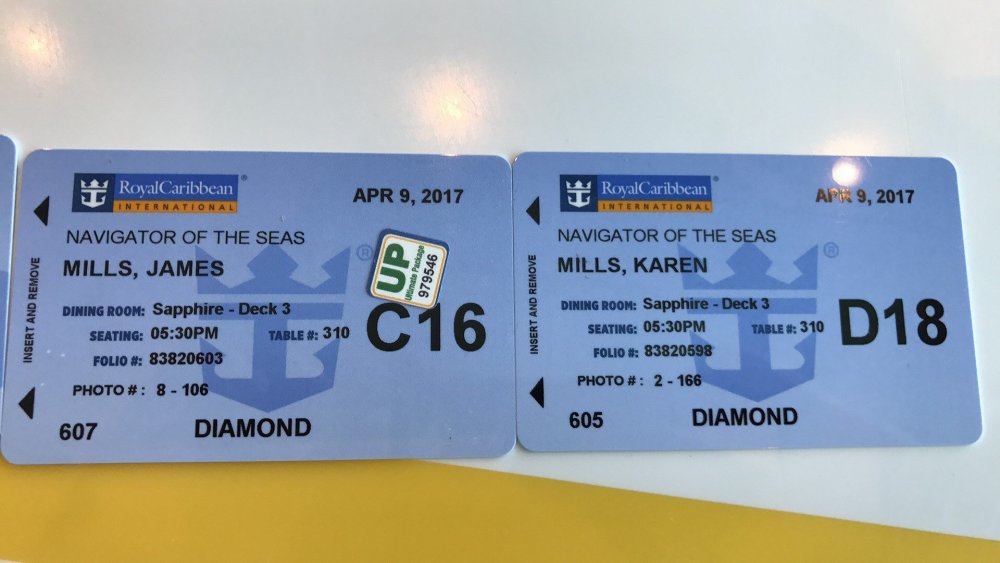 RoyalCaribbean®
INTERNATIONAL
APR 9, 2017
NAVIGATOR OF THE SEAS
®
MILLS, JAMES
UP
Ultimate Package
979546
DINING ROOM: Sapphire - Deck 3
SEATING: 05:30PM TABLE #: 310
C16
FOLIO #: 83820603
PHOTO # : 8 - 106
607
DIAMOND
INSERT AND REMOVE
RoyalCaribbean®
INTERNATIONAL
APR 9, 2017
NAVIGATOR OF THE SEAS
®
MILLS, KAREN
DINING ROOM: Sapphire - Deck 3
SEATING: 05:30PM TABLE #: 310
D18
FOLIO #: 83820598
PHOTO # : 2 - 166
605
DIAMOND
INSERT AND REMOVE